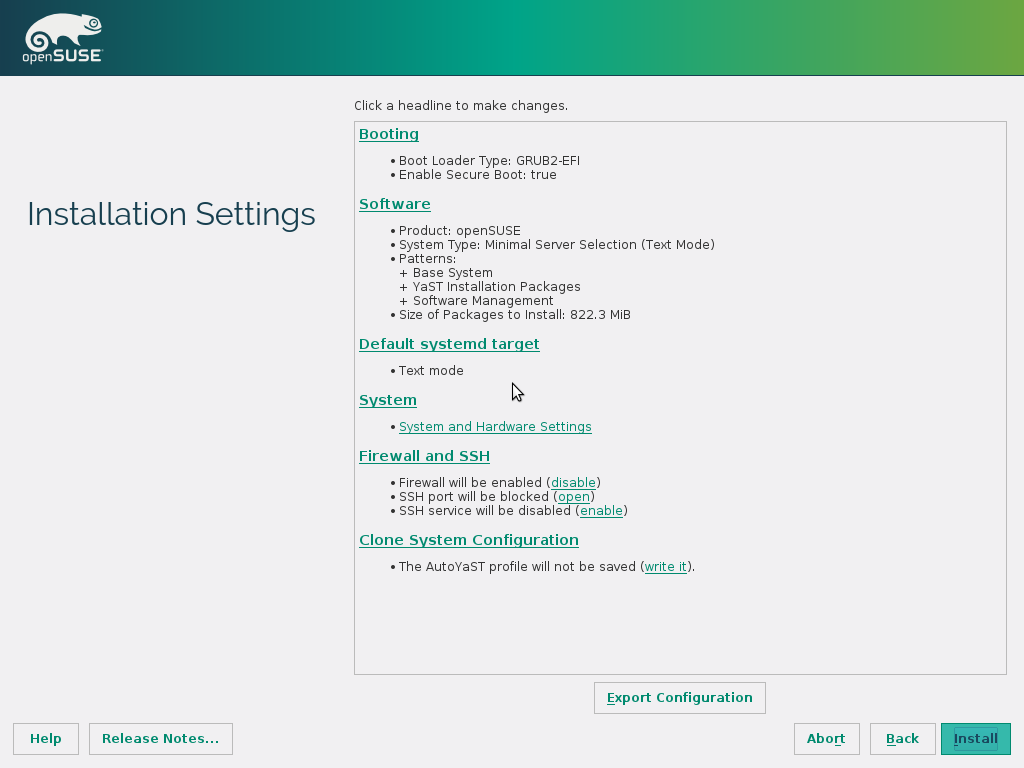 openSUSE
Click a headline to make changes.
Installation Settings
Booting
• Boot Loader Type: GRUB2-EFI
• Enable Secure Boot: true
Software
• Product: openSUSE
• System Type: Minimal Server Selection (Text Mode)
• Patterns:
+ Base System
+ YaST Installation Packages
+ Software Management
• Size of Packages to Install: 822.3 MiB
Default systemd target
• Text mode
System
• System and Hardware Settings
Firewall and SSH
• Firewall will be enabled (disable)
• SSH port will be blocked (open)
• SSH service will be disabled (enable)
Clone System Configuration
• The AutoYaST profile will not be saved (write it).
Export Configuration
Help Release Notes... Abort Back Install